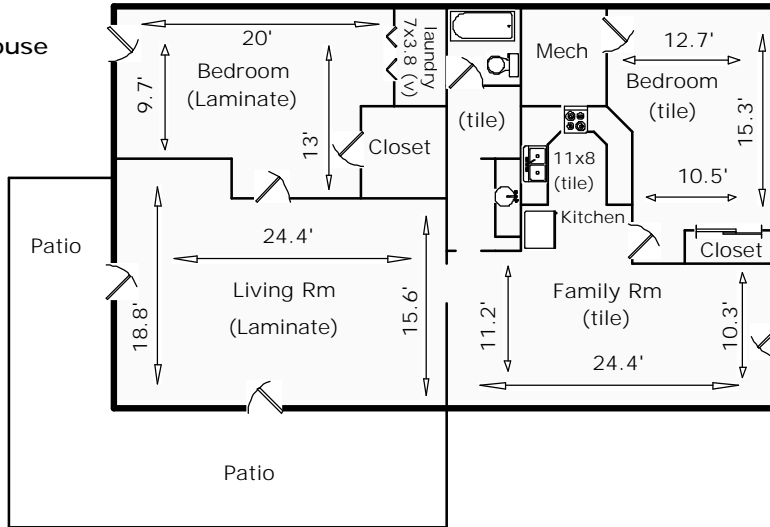 ouse
20'
Bedroom
(Laminate)
9.7'
13'
laundry
7x3.8 (v)
Closet
(tile)
Mech
12.7'
Bedroom
(tile)
15.3'
10.5'
11x8
(tile)
Kitchen
Closet
Patio
24.4'
Living Rm
(Laminate)
18.8'
15.6'
Family Rm
(tile)
11.2'
10.3'
24.4'
Patio